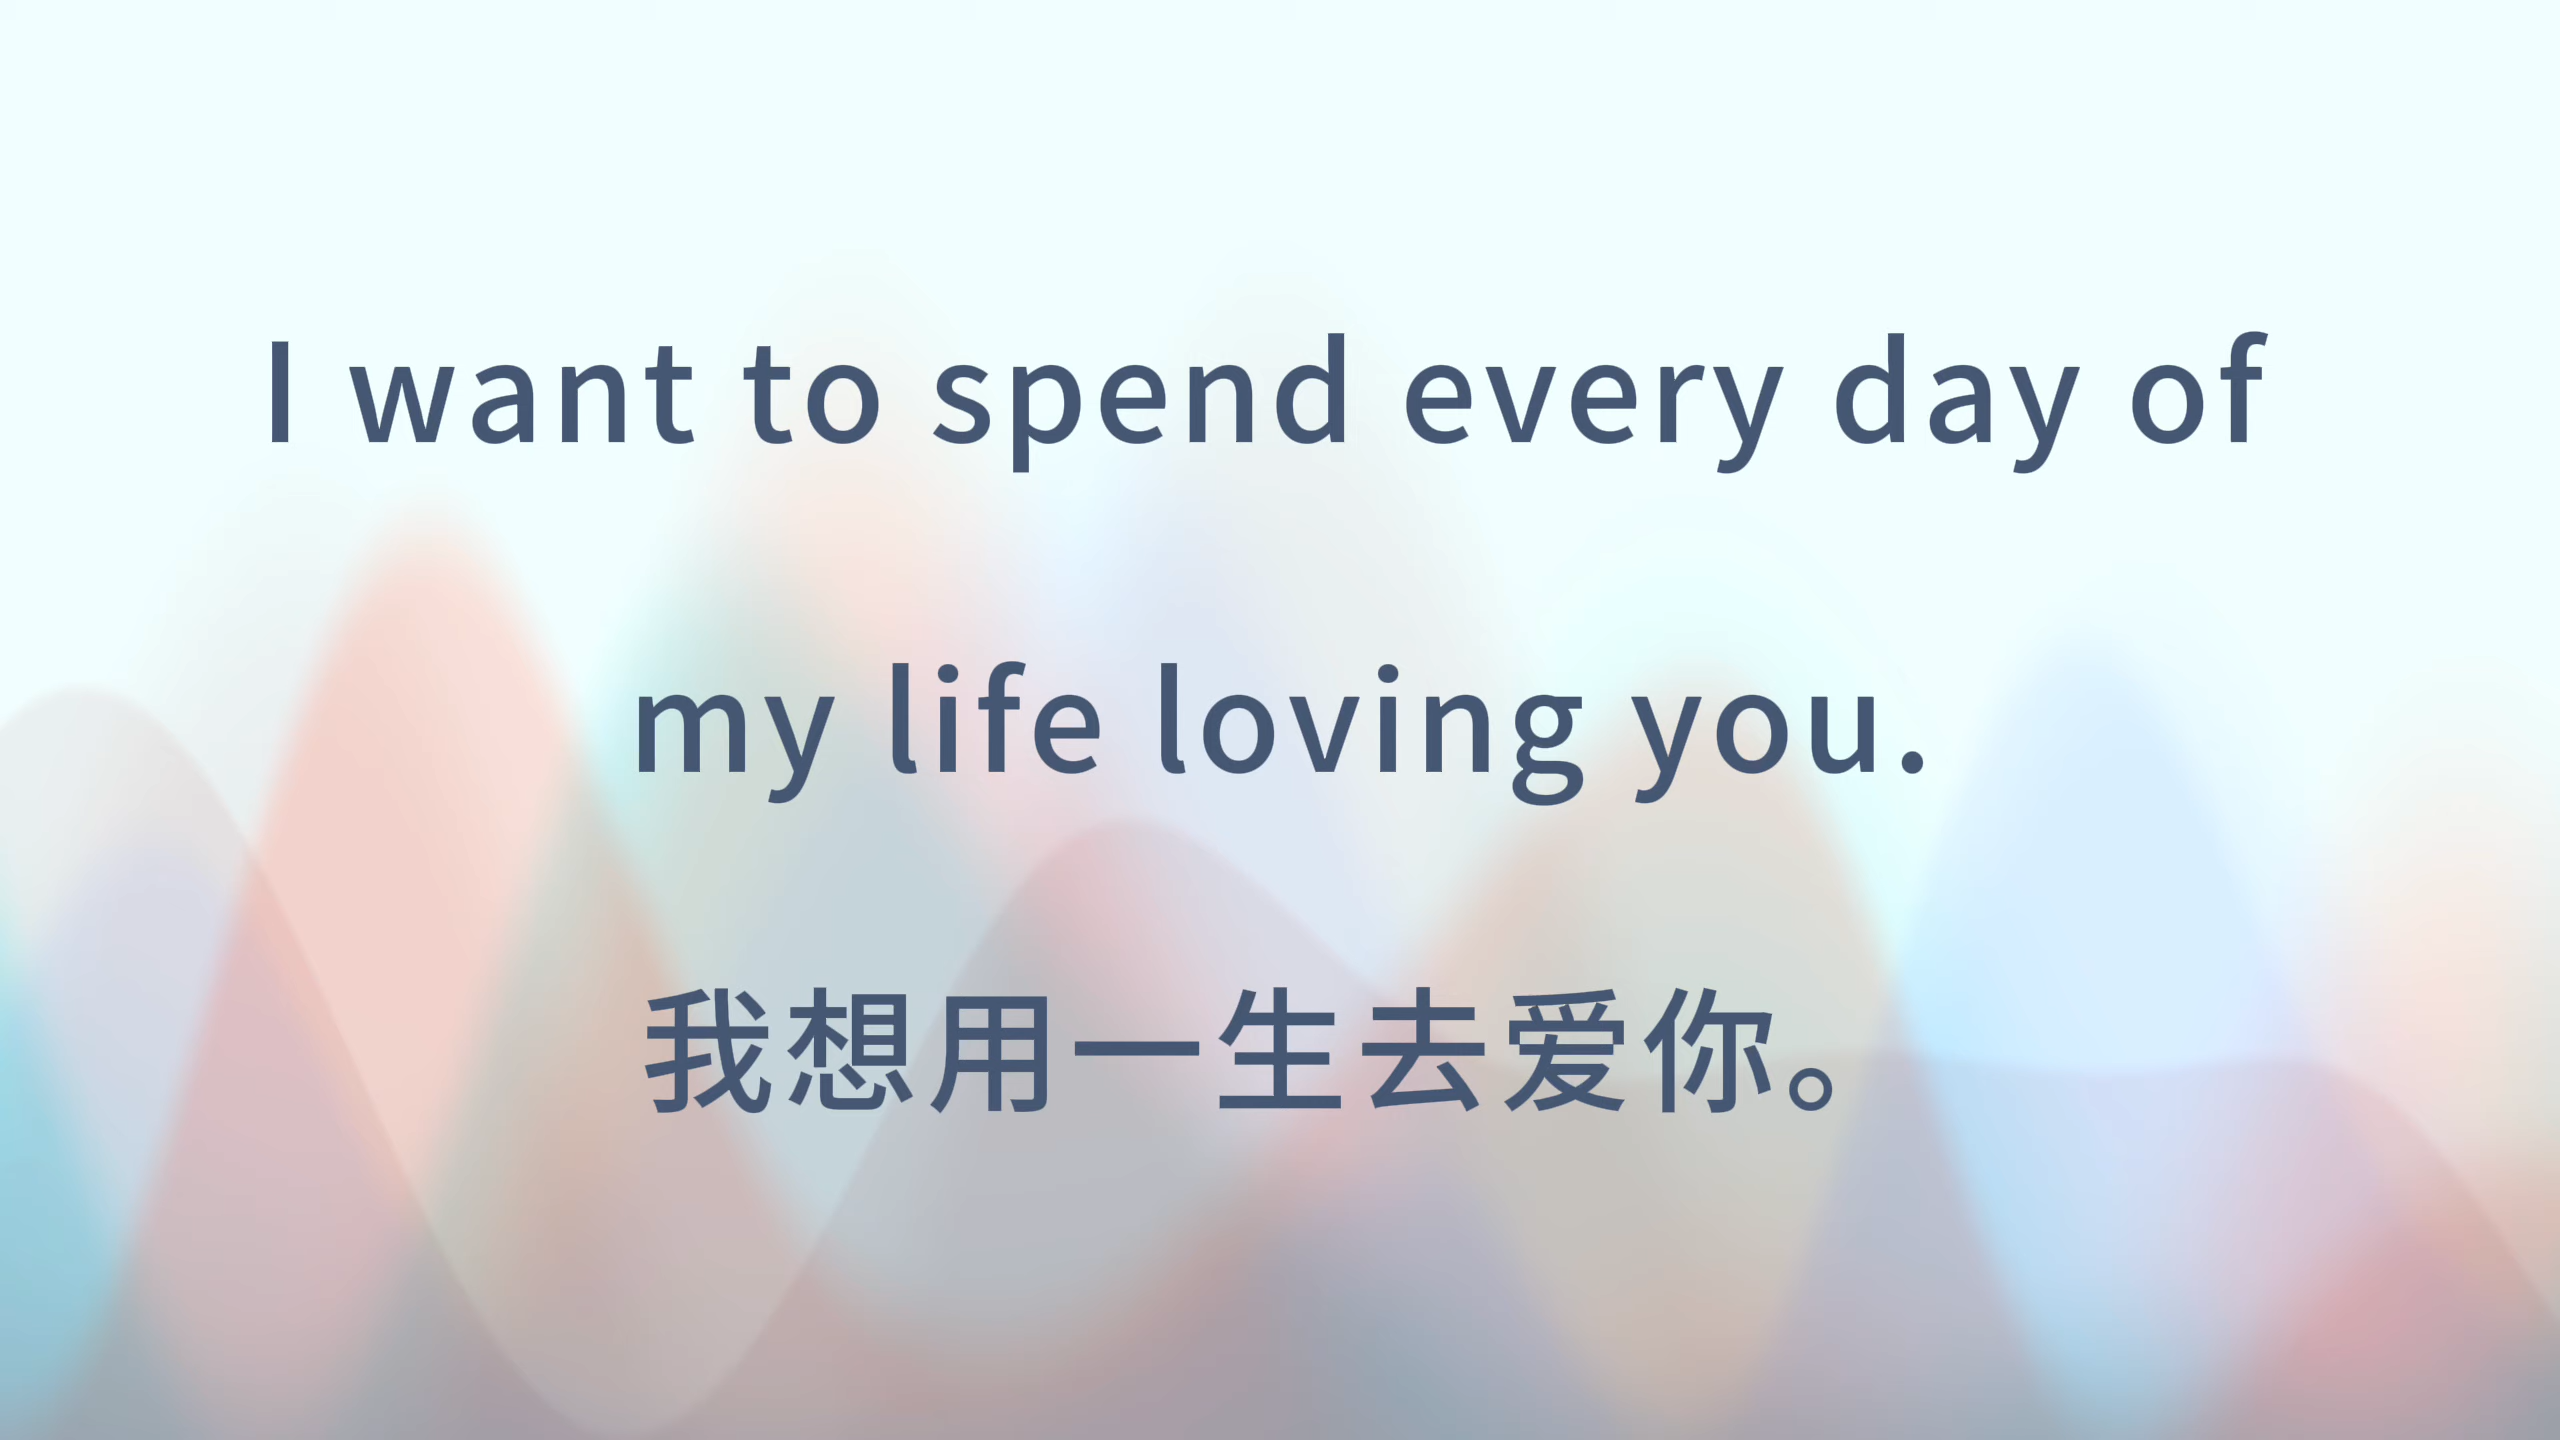 I want to spend every day of
my life loving you.
我想用一生去爱你。